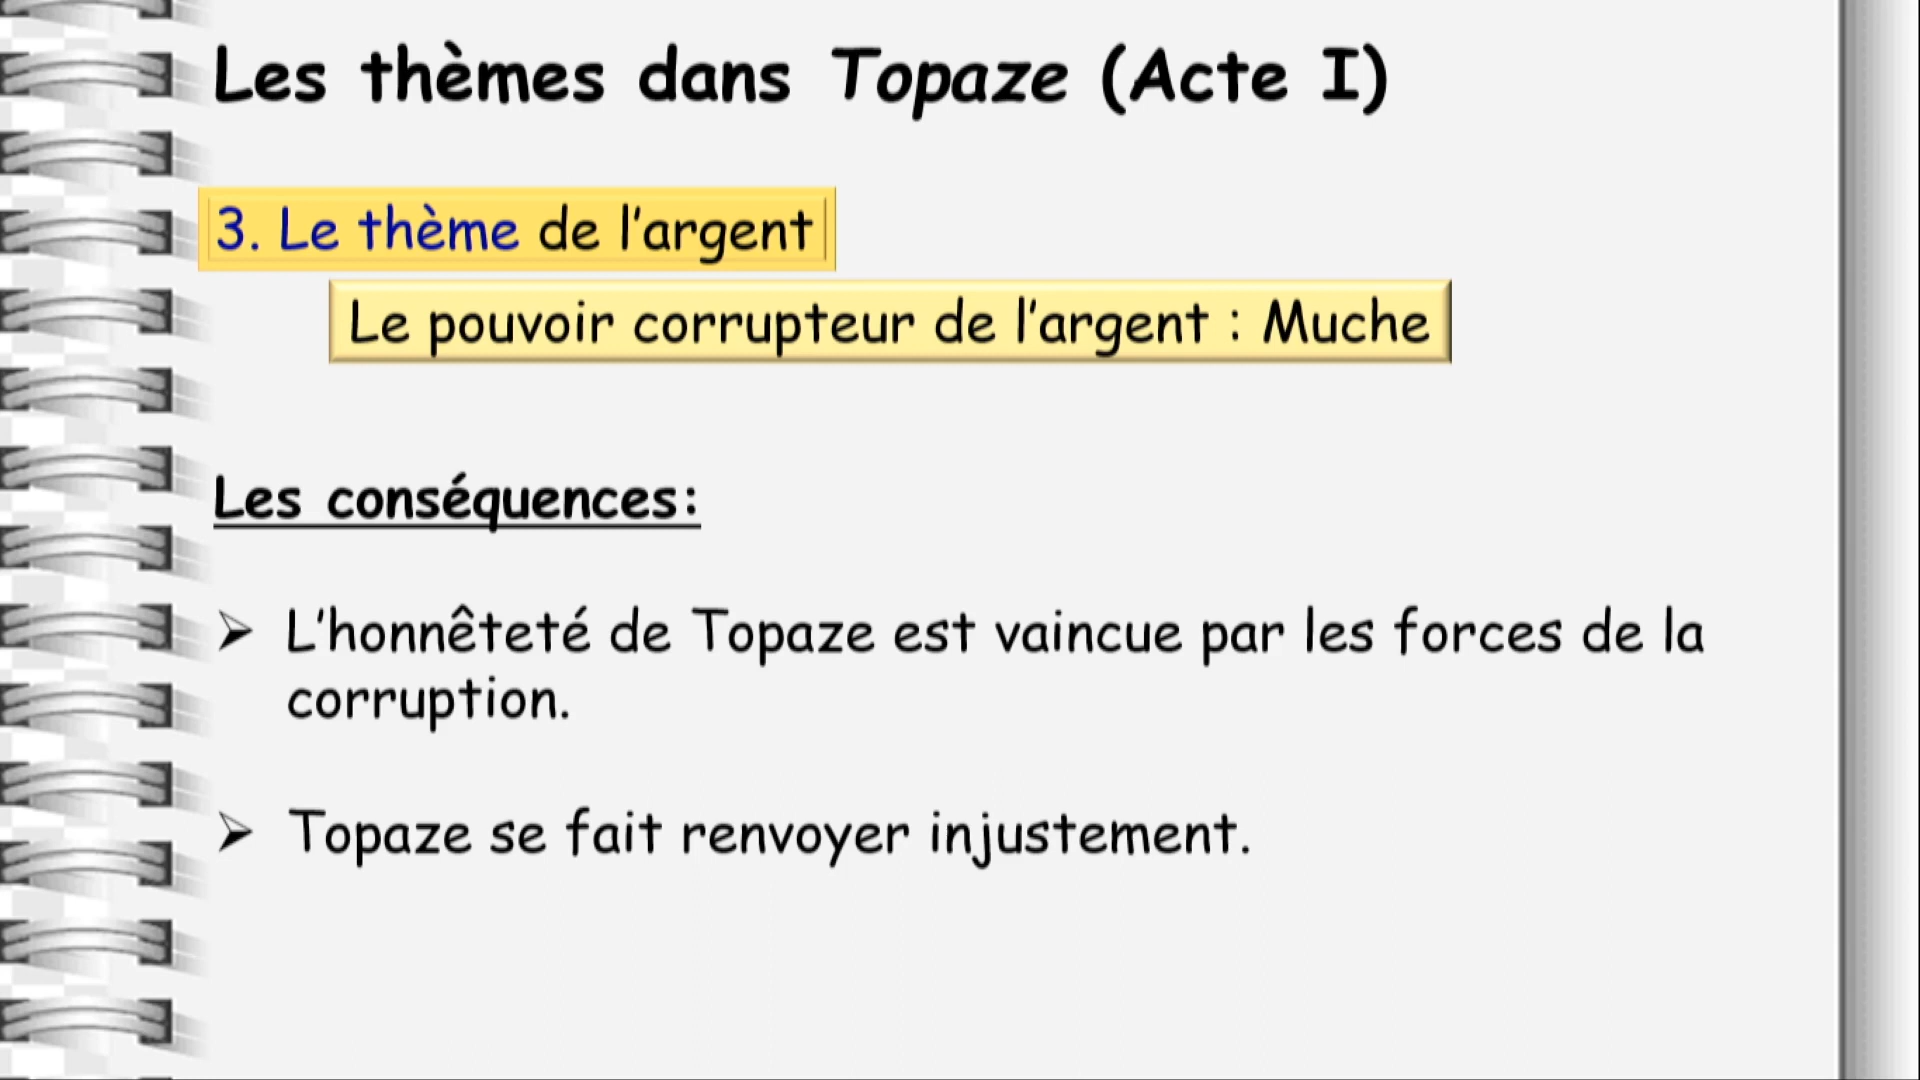 Les thèmes dans Topaze (Acte I)
3. Le thème de l'argent
Le pouvoir corrupteur de l'argent : Muche
Les conséquences:
➢ L'honnêteté de Topaze est vaincue par les forces de la
corruption.
➢ Topaze se fait renvoyer injustement.